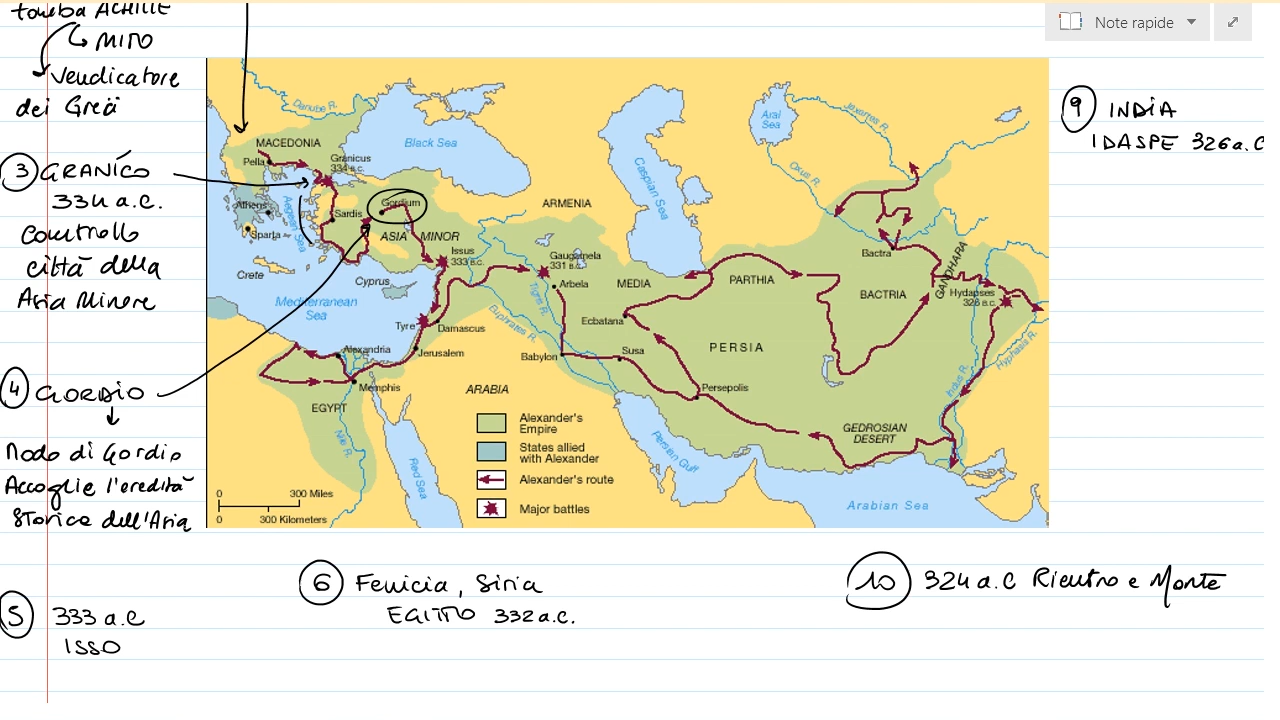 tomba ACHILLE
MITO
Vendicatore
dei Greci
3 GRANÍCO
334 a.C.
controllo
città della
Asia Minore
4 GORDIO
Nodo di Gordio
Accoglie l'eredità
storica dell'Asia
5 333 a.C
ISSO
Note rapide
Danube R.
MACEDONIA
Pella
Granicus
334 B.C.
Black Sea
Athens
Sparta
Aegean Sea
Sardis
Gordium
ASIA MINOR
Crete
Cyprus
Mediterranean
Sea
Issus
333 B.C.
ARMENIA
Caspian Sea
Aral
Sea
Jaxartes R.
Oxus R.
Gaugamela
331 B.C.
Arbela
Tigris R.
Euphrates R.
MEDIA
PARTHIA
Bactra
BACTRIA
GANDHARA
Hydapses
326 B.C.
Hyphasis R.
Indus R.
Tyre
Damascus
Jerusalem
Alexandria
Memphis
EGYPT
Nile R.
Red Sea
Ecbatana
Babylon
Susa
PERSIA
Persepolis
ARABIA
Persian Gulf
GEDROSIAN
DESERT
Arabian Sea
Alexander's
Empire
States allied
with Alexander
Alexander's route
Major battles
0 300 Miles
0 300 Kilometers
6 Fenicia, Siria
EGITTO 332 a.C.
9 INDIA
IDASPE 326 a.C
10 324 a.C Rientro e Morte